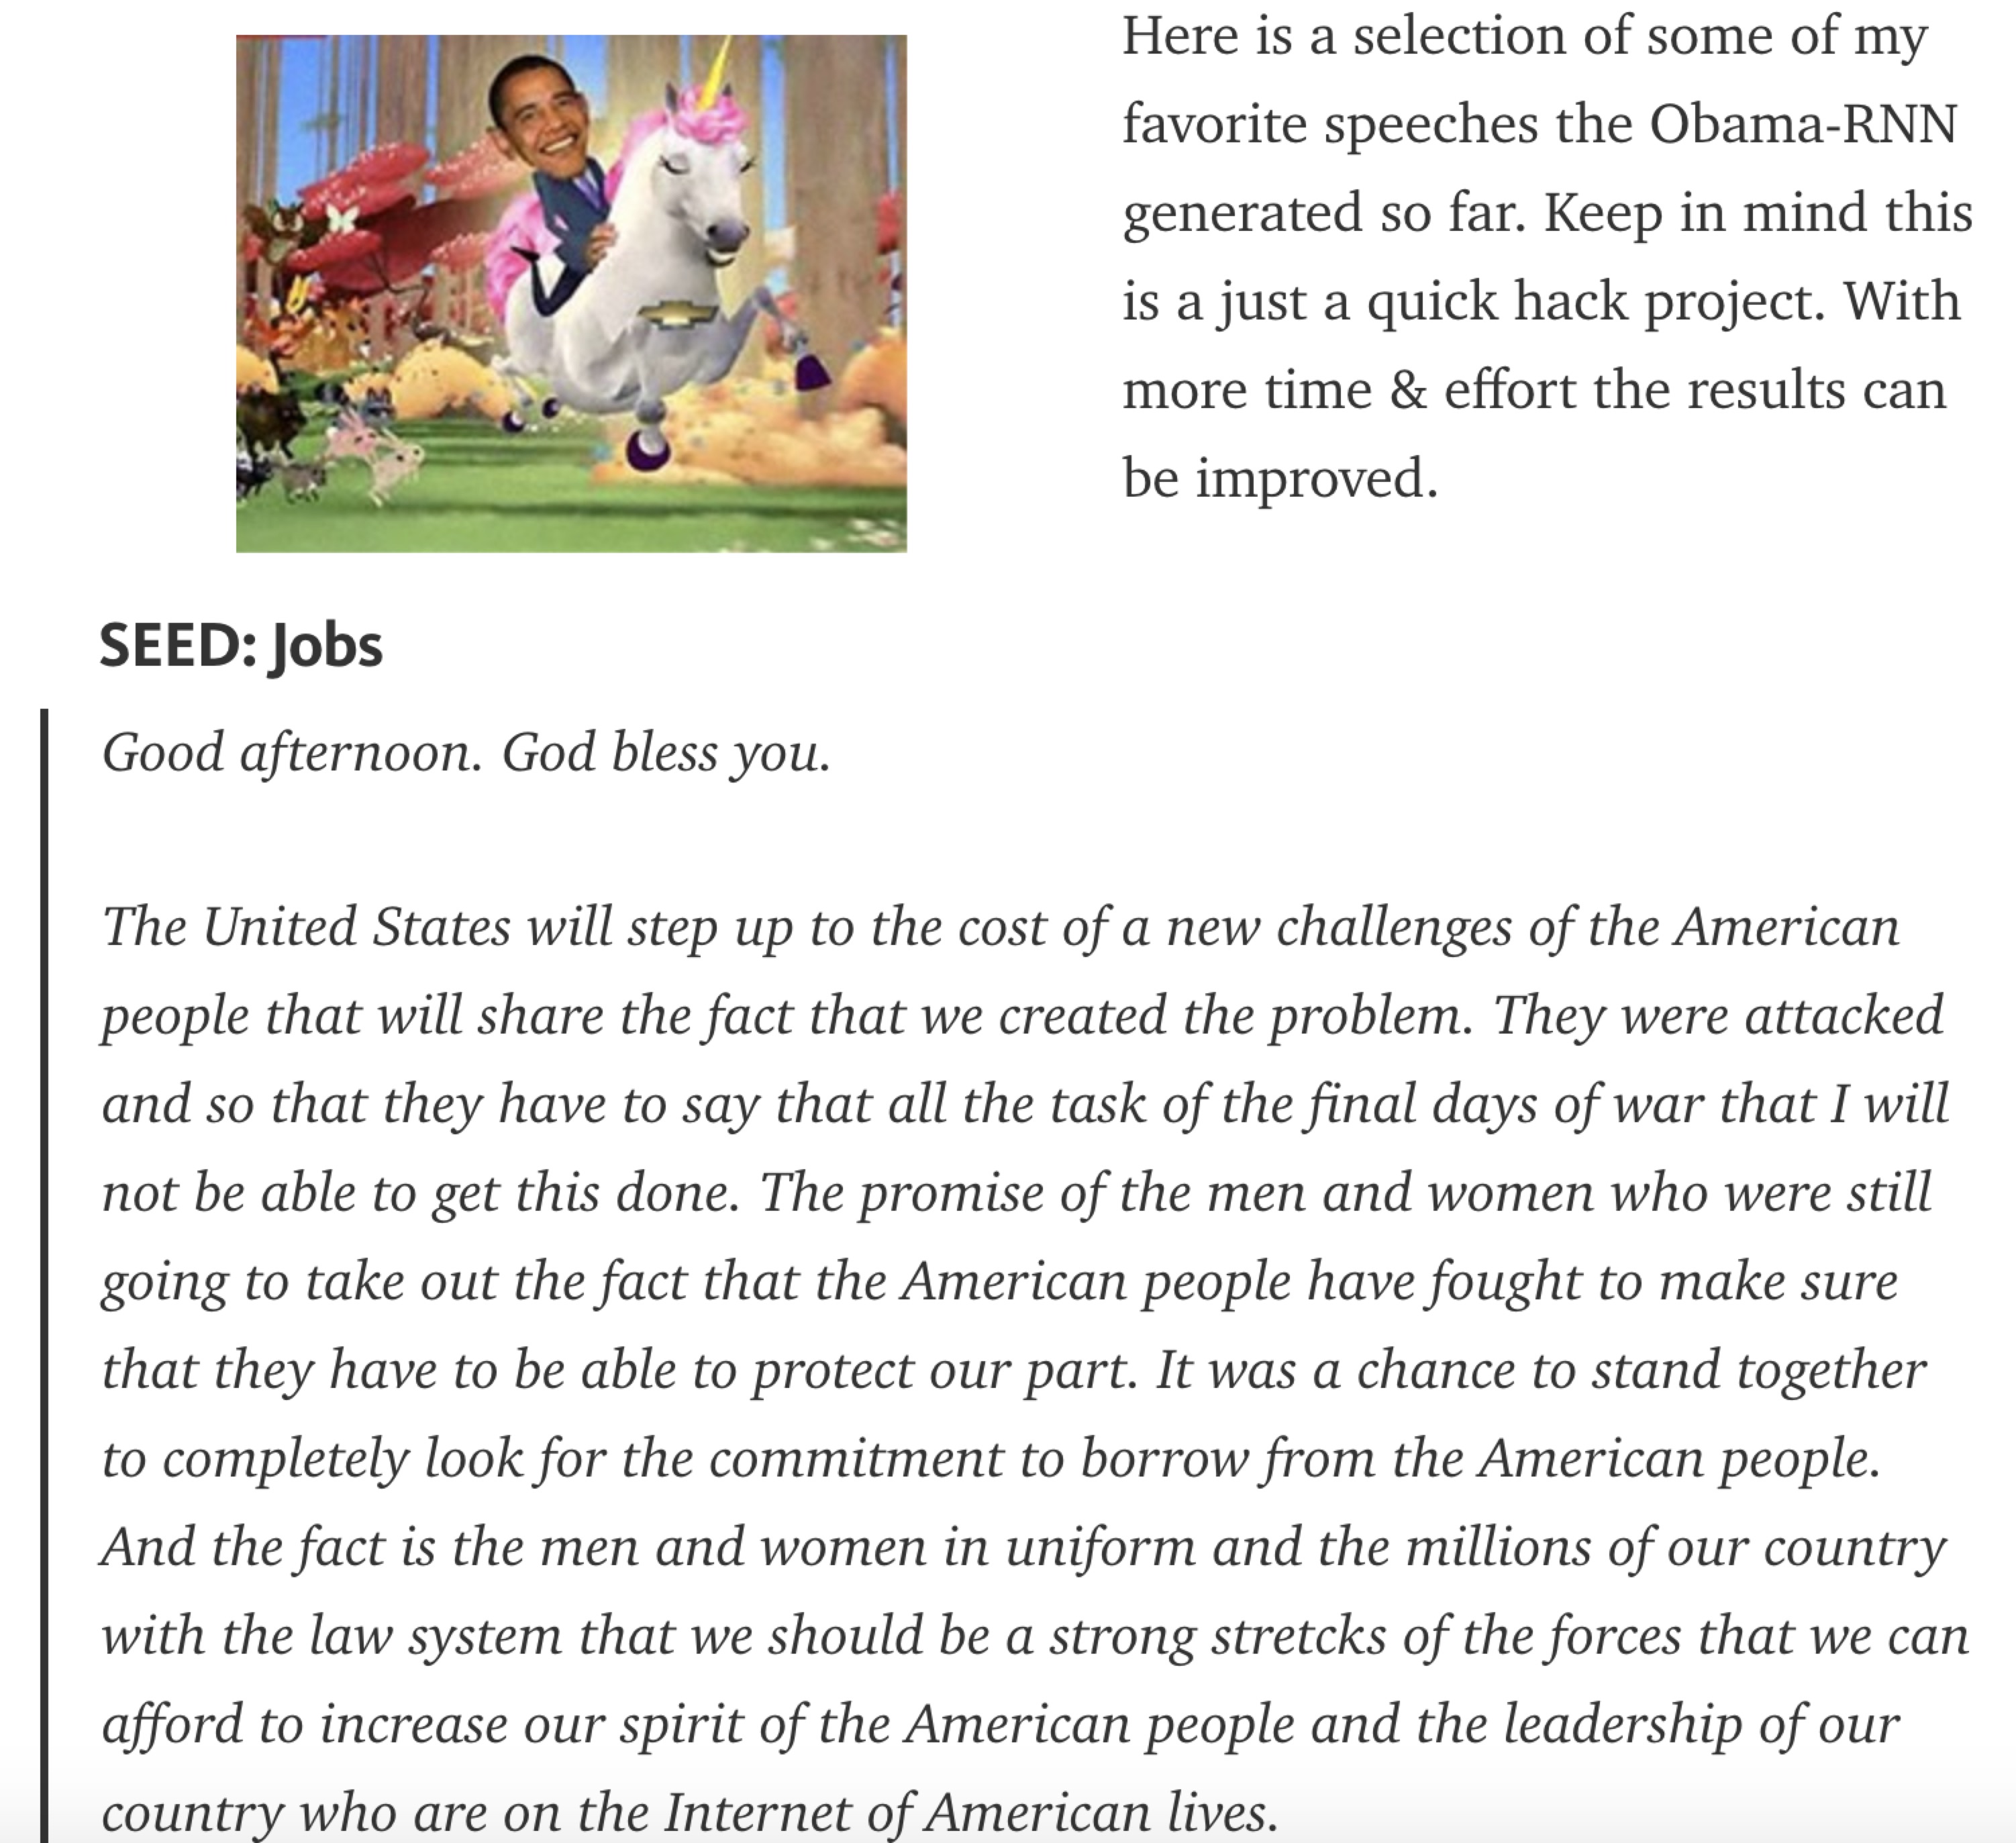 Here is a selection of some of my
favorite speeches the Obama-RNN
generated so far. Keep in mind this
is a just a quick hack project. With
more time & effort the results can
be improved.
SEED: Jobs
Good afternoon. God bless you.
The United States will step up to the cost of a new challenges of the American
people that will share the fact that we created the problem. They were attacked
and so that they have to say that all the task of the final days of war that I will
not be able to get this done. The promise of the men and women who were still
going to take out the fact that the American people have fought to make sure
that they have to be able to protect our part. It was a chance to stand together
to completely look for the commitment to borrow from the American people.
And the fact is the men and women in uniform and the millions of our country
with the law system that we should be a strong stretcks of the forces that we can
afford to increase our spirit of the American people and the leadership of our
country who are on the Internet of American lives.